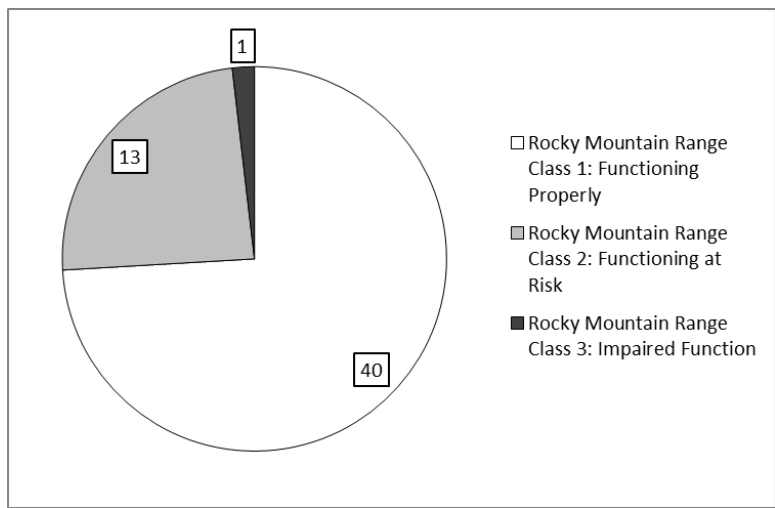 1
13
40
Rocky Mountain Range
Class 1: Functioning
Properly
Rocky Mountain Range
Class 2: Functioning at
Risk
Rocky Mountain Range
Class 3: Impaired Function